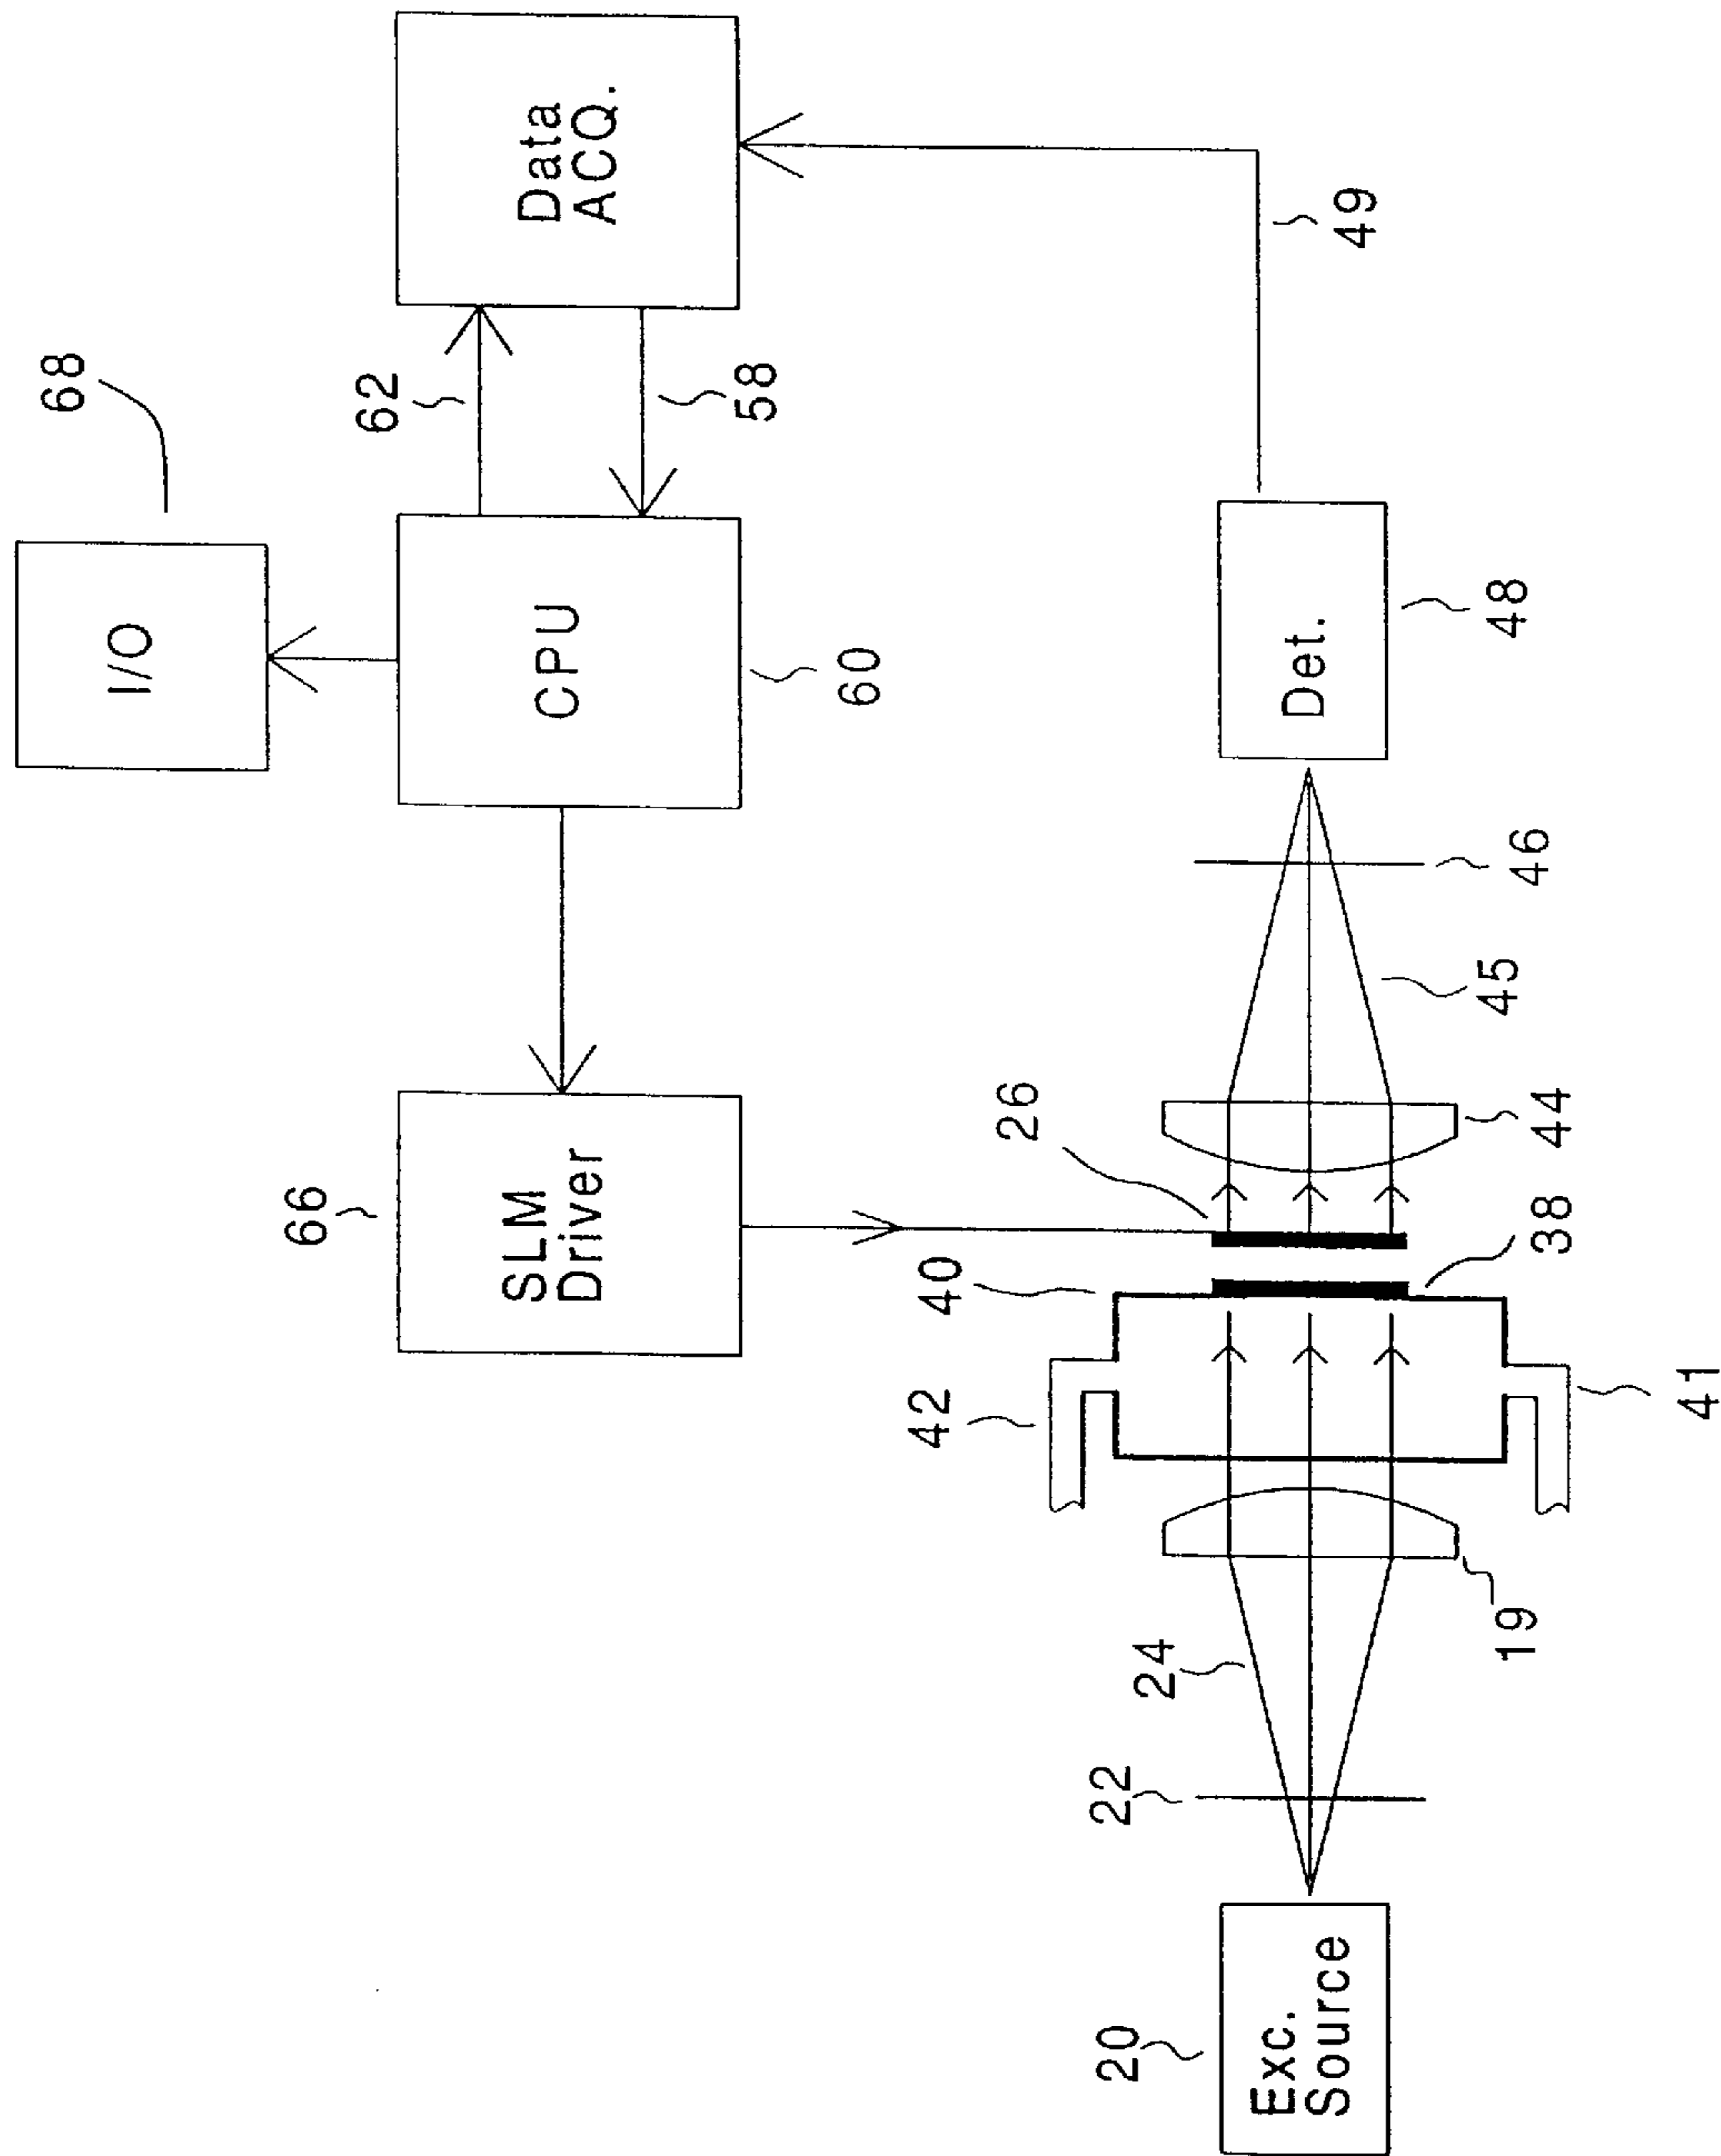 68
I/O
62
58
Data
ACQ.
CPU
60
66
SLM
Driver
49
Det.
48
46
45
44
26
38
40
42
41
19
24
22
20
Exc.
Source